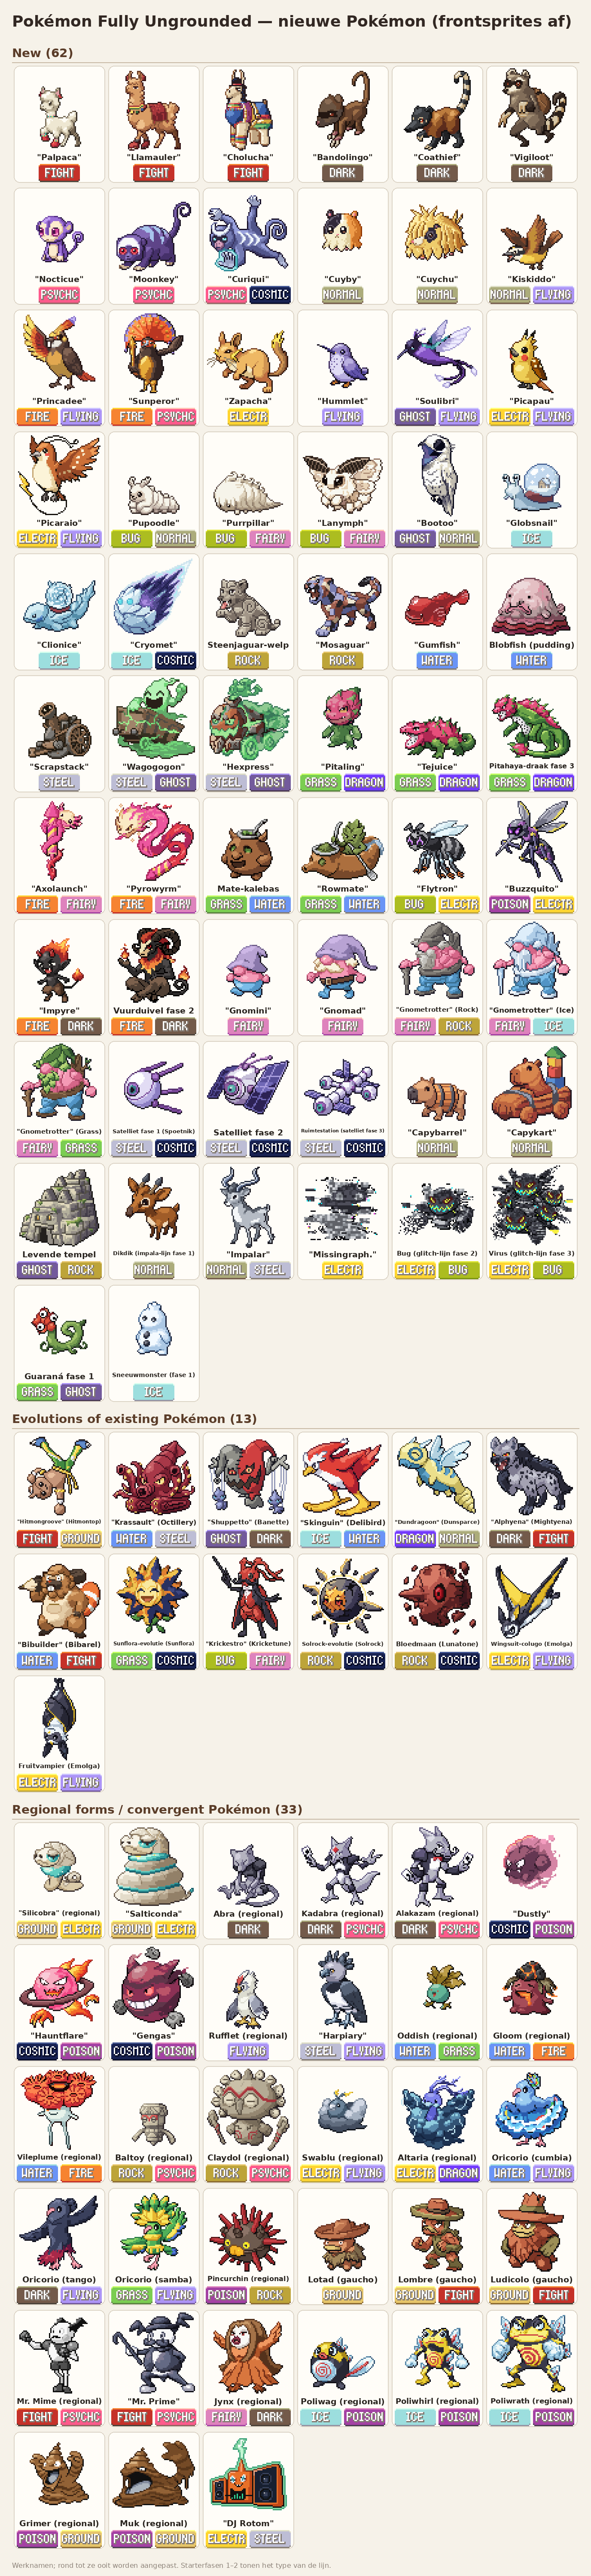 Pokémon Fully Ungrounded — nieuwe Pokémon (frontsprites af)
New (62)
"Palpaca" "Llamauler" "Cholucha" "Bandolingo" "Coathief" "Vigiloot"
FIGHT FIGHT FIGHT DARK DARK DARK
"Nocticue" "Moonkey" "Curiqui" "Cuyby" "Cuychu" "Kiskiddo"
PSYCHC PSYCHC PSYCHC COSMIC NORMAL NORMAL NORMAL FLYING
"Princadee" "Sunperor" "Zapacha" "Hummlet" "Soulibri" "Picapau"
FIRE FLYING FIRE PSYCHC ELECTR FLYING GHOST FLYING ELECTR FLYING
"Picaraio" "Pupoodle" "Purrpillar" "Lanymph" "Bootoo" "Globsnail"
ELECTR FLYING BUG NORMAL BUG FAIRY BUG FAIRY GHOST NORMAL ICE
"Clionice" "Cryomet" Steenjaguar-welp "Mosaguar" "Gumfish" Blobfish (pudding)
ICE ICE COSMIC ROCK ROCK WATER WATER
"Scrapstack" "Wagogogon" "Hexpress" "Pitaling" "Tejuice" Pitahaya-draak fase 3
STEEL STEEL GHOST STEEL GHOST GRASS DRAGON GRASS DRAGON GRASS DRAGON
"Axolaunch" "Pyrowyrm" Mate-kalebas "Rowmate" "Flytron" "Buzzquito"
FIRE FAIRY FIRE FAIRY GRASS WATER GRASS WATER BUG ELECTR POISON ELECTR
"Impyre" Vuurduivel fase 2 "Gnomini" "Gnomad" "Gnometrotter" (Rock) "Gnometrotter" (Ice)
FIRE DARK FIRE DARK FAIRY FAIRY FAIRY ROCK FAIRY ICE
"Gnometrotter" (Grass) Satelliet fase 1 (Spoetnik) Satelliet fase 2 Ruimtestation (satelliet fase 3) "Capybarrel" "Capykart"
FAIRY GRASS STEEL COSMIC STEEL COSMIC STEEL COSMIC NORMAL NORMAL
Levende tempel Dikdik (impala-lijn fase 1) "Impalar" "Missingraph." Bug (glitch-lijn fase 2) Virus (glitch-lijn fase 3)
GHOST ROCK NORMAL NORMAL STEEL ELECTR ELECTR BUG ELECTR BUG
Guaraná fase 1 Sneeuwmonster (fase 1)
GRASS GHOST ICE
Evolutions of existing Pokémon (13)
"Hitmongroove" (Hitmontop) "Krassault" (Octillery) "Shuppetto" (Banette) "Skinguin" (Delibird) "Dundragoon" (Dunsparce) "Alphyena" (Mightyena)
FIGHT GROUND WATER STEEL GHOST DARK ICE WATER DRAGON NORMAL DARK FIGHT
"Bibuilder" (Bibarel) Sunflora-evolutie (Sunflora) "Krickestro" (Kricketune) Solrock-evolutie (Solrock) Bloedmaan (Lunatone) Wingsuit-colugo (Emolga)
WATER FIGHT GRASS COSMIC BUG FAIRY ROCK COSMIC ROCK COSMIC ELECTR FLYING
Fruitvampier (Emolga)
ELECTR FLYING
Regional forms / convergent Pokémon (33)
"Silicobra" (regional) "Salticonda" Abra (regional) Kadabra (regional) Alakazam (regional) "Dustly"
GROUND ELECTR GROUND ELECTR DARK DARK PSYCHC DARK PSYCHC COSMIC POISON
"Hauntflare" "Gengas" Rufflet (regional) "Harpiary" Oddish (regional) Gloom (regional)
COSMIC POISON COSMIC POISON FLYING STEEL FLYING WATER GRASS WATER FIRE
Vileplume (regional) Baltoy (regional) Claydol (regional) Swablu (regional) Altaria (regional) Oricorio (cumbia)
WATER FIRE ROCK PSYCHC ROCK PSYCHC ELECTR FLYING ELECTR DRAGON WATER FLYING
Oricorio (tango) Oricorio (samba) Pincurchin (regional) Lotad (gaucho) Lombre (gaucho) Ludicolo (gaucho)
DARK FLYING GRASS FLYING POISON ROCK GROUND GROUND FIGHT GROUND FIGHT
Mr. Mime (regional) "Mr. Prime" Jynx (regional) Poliwag (regional) Poliwhirl (regional) Poliwrath (regional)
FIGHT PSYCHC FIGHT PSYCHC FAIRY DARK ICE POISON ICE POISON ICE POISON
Grimer (regional) Muk (regional) "DJ Rotom"
POISON GROUND POISON GROUND ELECTR STEEL
Werknamen; rond tot ze ooit worden aangepast. Starterfasen 1–2 tonen het type van de lijn.